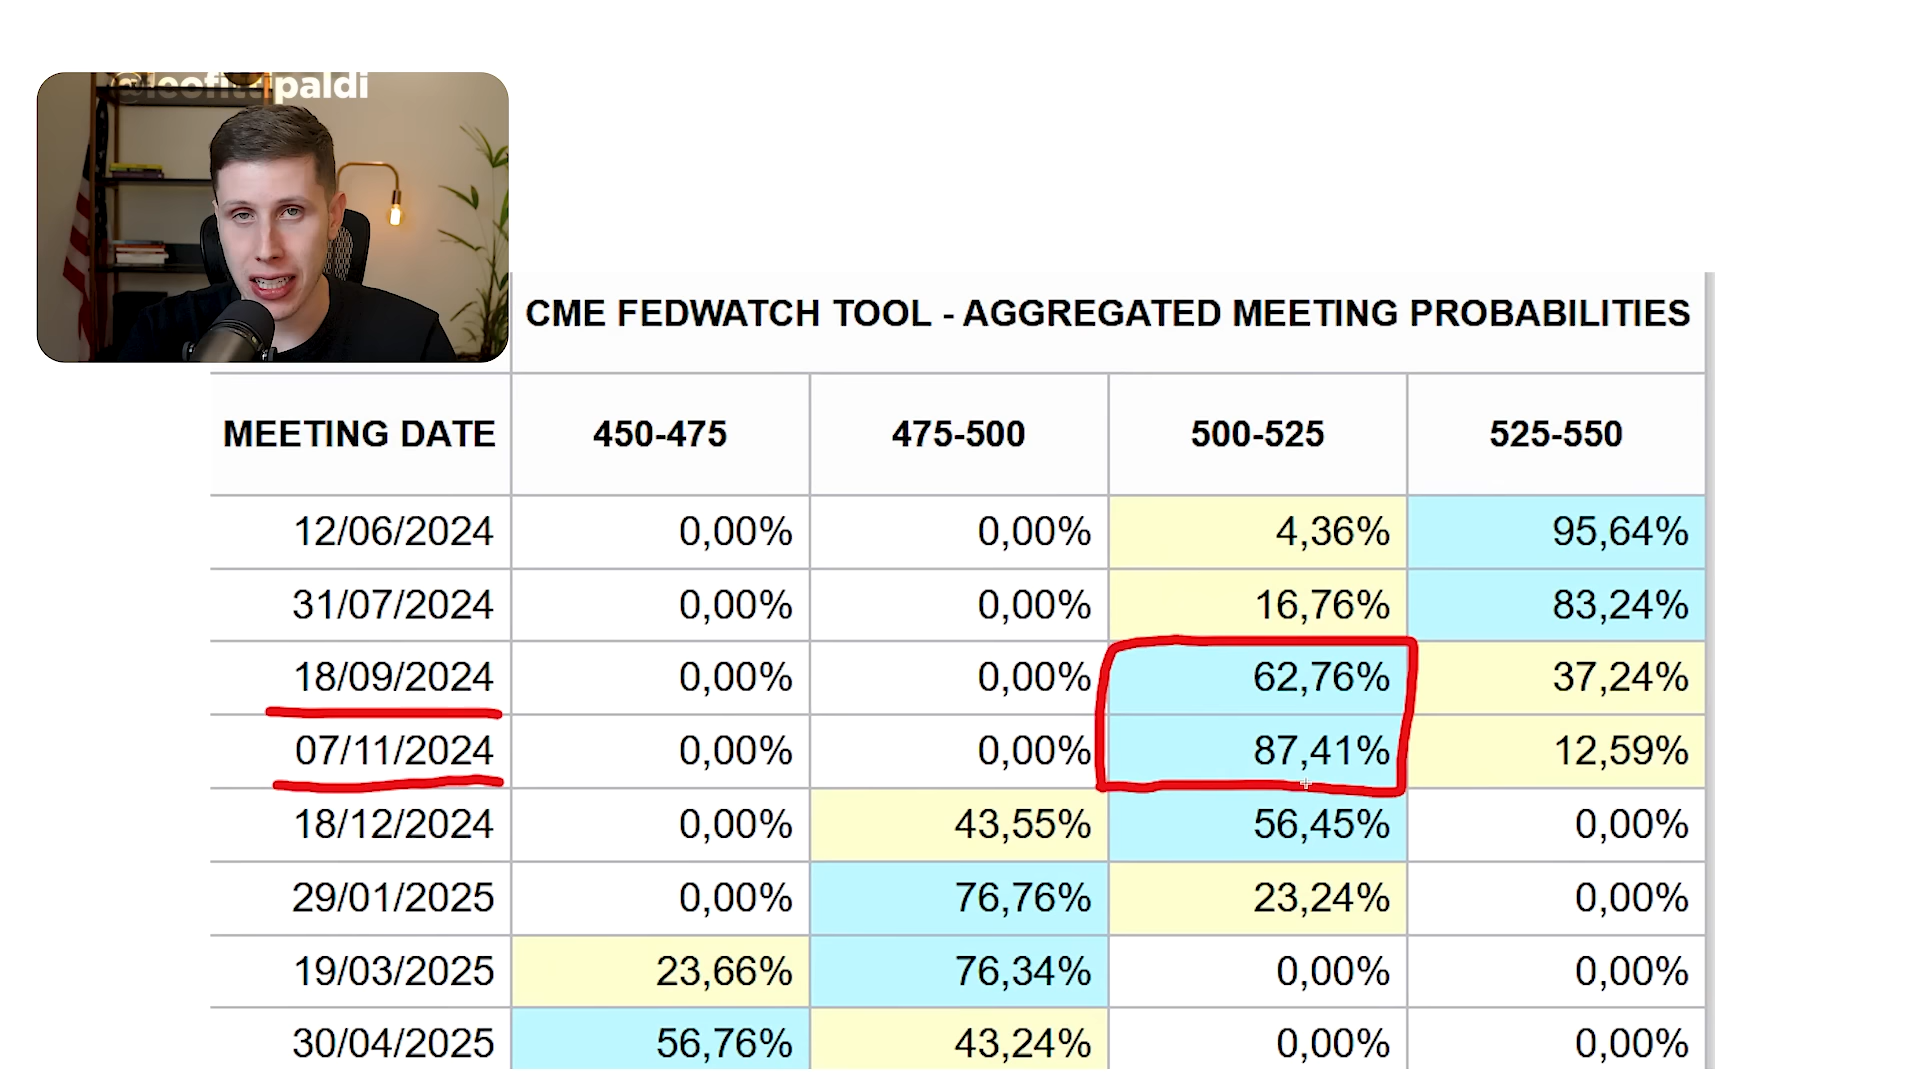 paldi
CME FEDWATCH TOOL - AGGREGATED MEETING PROBABILITIES
MEETING DATE 450-475 475-500 500-525 525-550
12/06/2024 0,00% 0,00% 4,36% 95,64%
31/07/2024 0,00% 0,00% 16,76% 83,24%
18/09/2024 0,00% 0,00% 62,76% 37,24%
07/11/2024 0,00% 0,00% 87,41% 12,59%
18/12/2024 0,00% 43,55% 56,45% 0,00%
29/01/2025 0,00% 76,76% 23,24% 0,00%
19/03/2025 23,66% 76,34% 0,00% 0,00%
30/04/2025 56,76% 43,24% 0,00% 0,00%